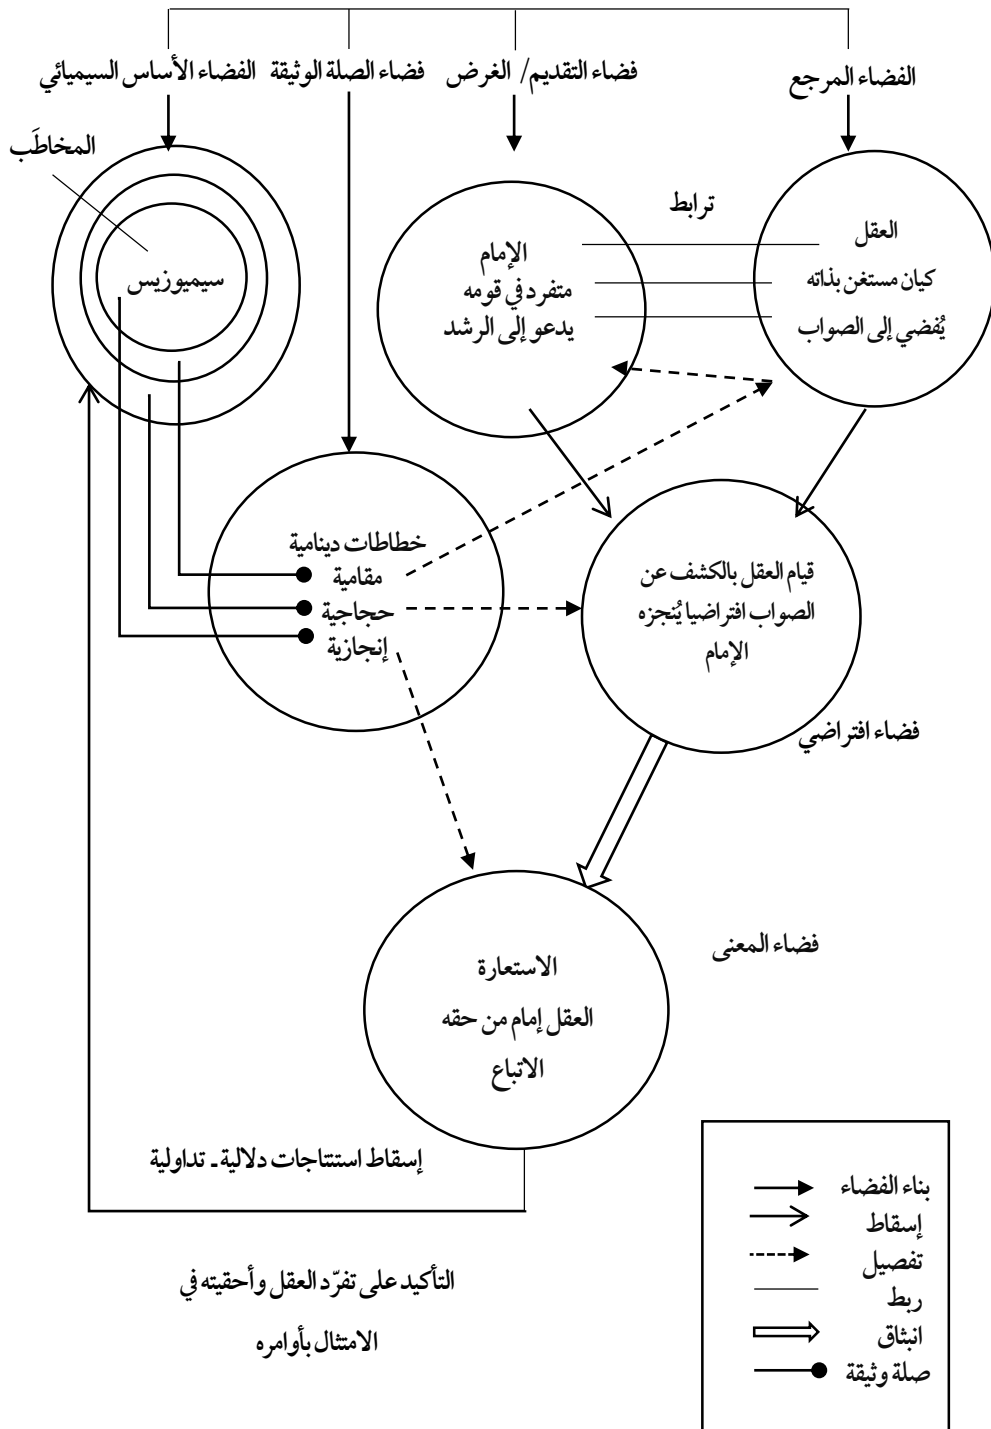 الفضاء المرجع
فضاء التقديم/ الغرض
فضاء الصلة الوثيقة
الفضاء الأساس السيميائي
المخاطَب
ترابط
العقل
كيان مستغن بذاته
يُفضي إلى الصواب
الإمام
متفرد في قومه
يدعو إلى الرشد
سيميوزيس
خطاطات دينامية
مقامية
حجاجية
إنجازية
قيام العقل بالكشف عن
الصواب افتراضيا يُنجزه
الإمام
فضاء افتراضي
فضاء المعنى
الاستعارة
العقل إمام من حقه
الاتباع
إسقاط استنتاجات دلالية ـ تداولية
التأكيد على تفرّد العقل وأحقيته في
الامتثال بأوامره
بناء الفضاء
إسقاط
تفصيل
ربط
انبثاق
صلة وثيقة